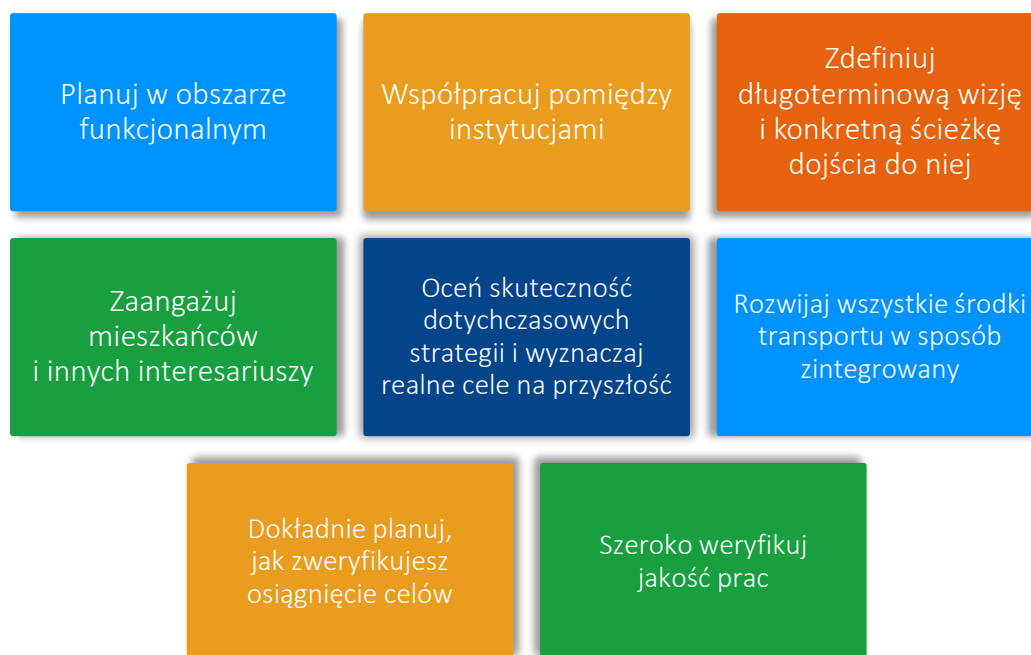 Planuj w obszarze
funkcjonalnym
Współpracuj pomiędzy
instytucjami
Zdefiniuj
długoterminową wizję
i konkretną ścieżkę
dojścia do niej
Zaangażuj
mieszkańców
i innych interesariuszy
Oceń skuteczność
dotychczasowych
strategii i wyznaczaj
realne cele na przyszłość
Rozwijaj wszystkie środki
transportu w sposób
zintegrowany
Dokładnie planuj,
jak zweryfikujesz
osiągnięcie celów
Szeroko weryfikuj
jakość prac